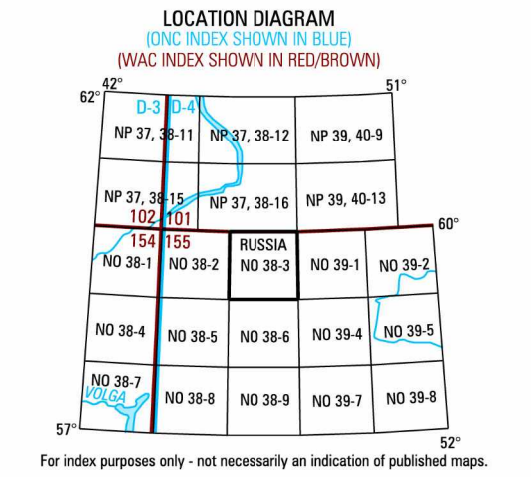 LOCATION DIAGRAM
(ONC INDEX SHOWN IN BLUE)
(WAC INDEX SHOWN IN RED/BROWN)
42° 51°
62°
D-3 D-4
NP 37, 38-11 NP 37, 38-12 NP 39, 40-9
NP 37, 38-15 NP 37, 38-16 NP 39, 40-13
102 101
60°
154 155
RUSSIA
NO 38-1 NO 38-2 NO 38-3 NO 39-1 NO 39-2
NO 38-4 NO 38-5 NO 38-6 NO 39-4 NO 39-5
NO 38-7
VOLGA
NO 38-8 NO 38-9 NO 39-7 NO 39-8
57°
52°
For index purposes only - not necessarily an indication of published maps.